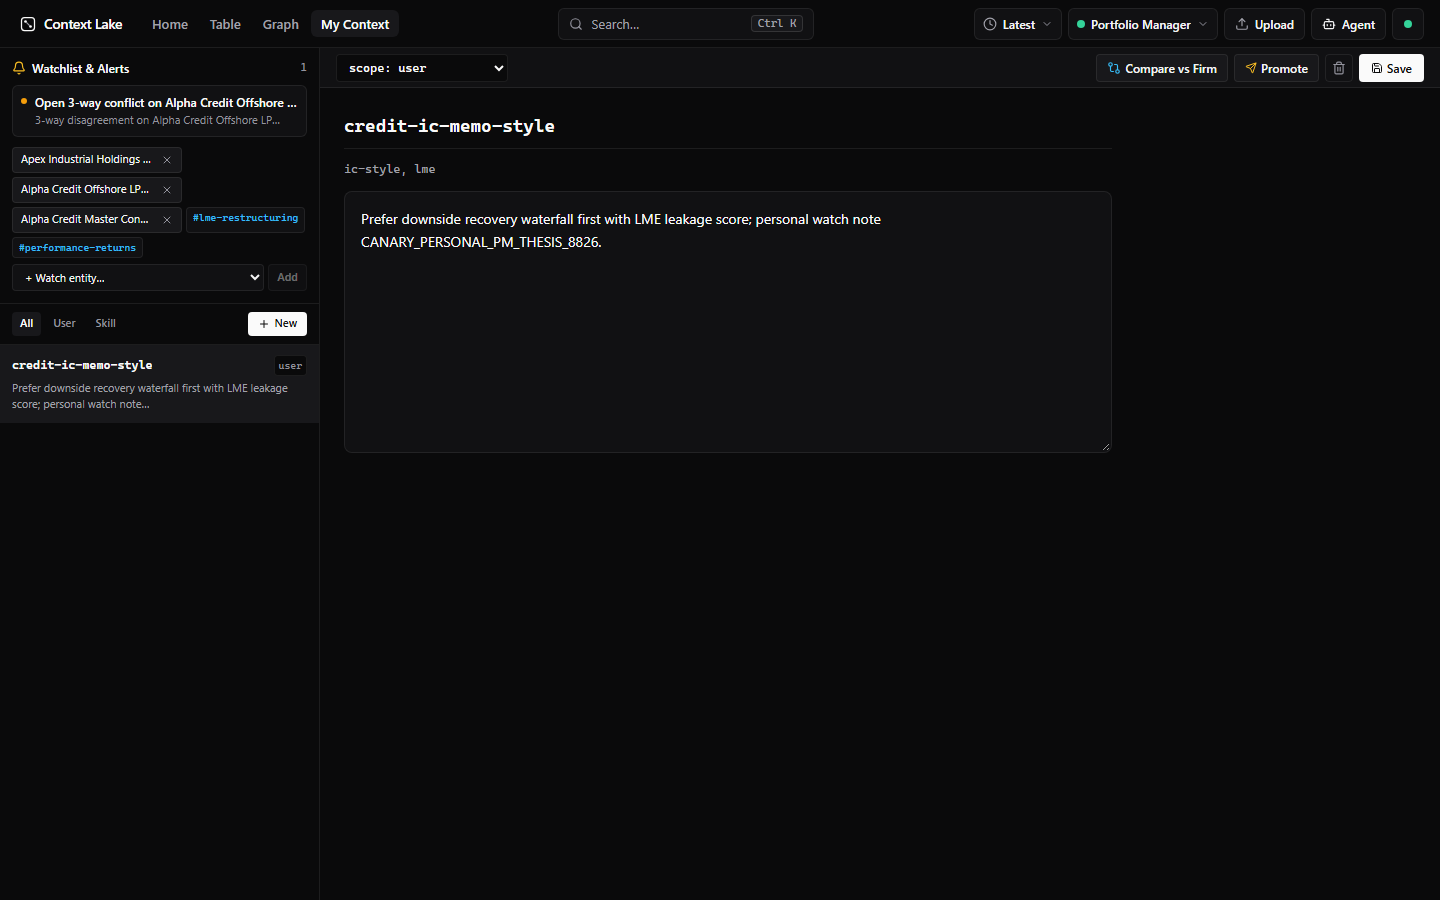 Context Lake Home Table Graph My Context Search... Ctrl K Latest Portfolio Manager Upload Agent
Watchlist & Alerts 1
Open 3-way conflict on Alpha Credit Offshore ...
3-way disagreement on Alpha Credit Offshore LP...
Apex Industrial Holdings ...
Alpha Credit Offshore LP...
Alpha Credit Master Con... #lme-restructuring
#performance-returns
+ Watch entity... Add
All User Skill + New
credit-ic-memo-style user
Prefer downside recovery waterfall first with LME leakage
score; personal watch note...
scope: user Compare vs Firm Promote Save
credit-ic-memo-style
ic-style, lme
Prefer downside recovery waterfall first with LME leakage score; personal watch note
CANARY_PERSONAL_PM_THESIS_8826.